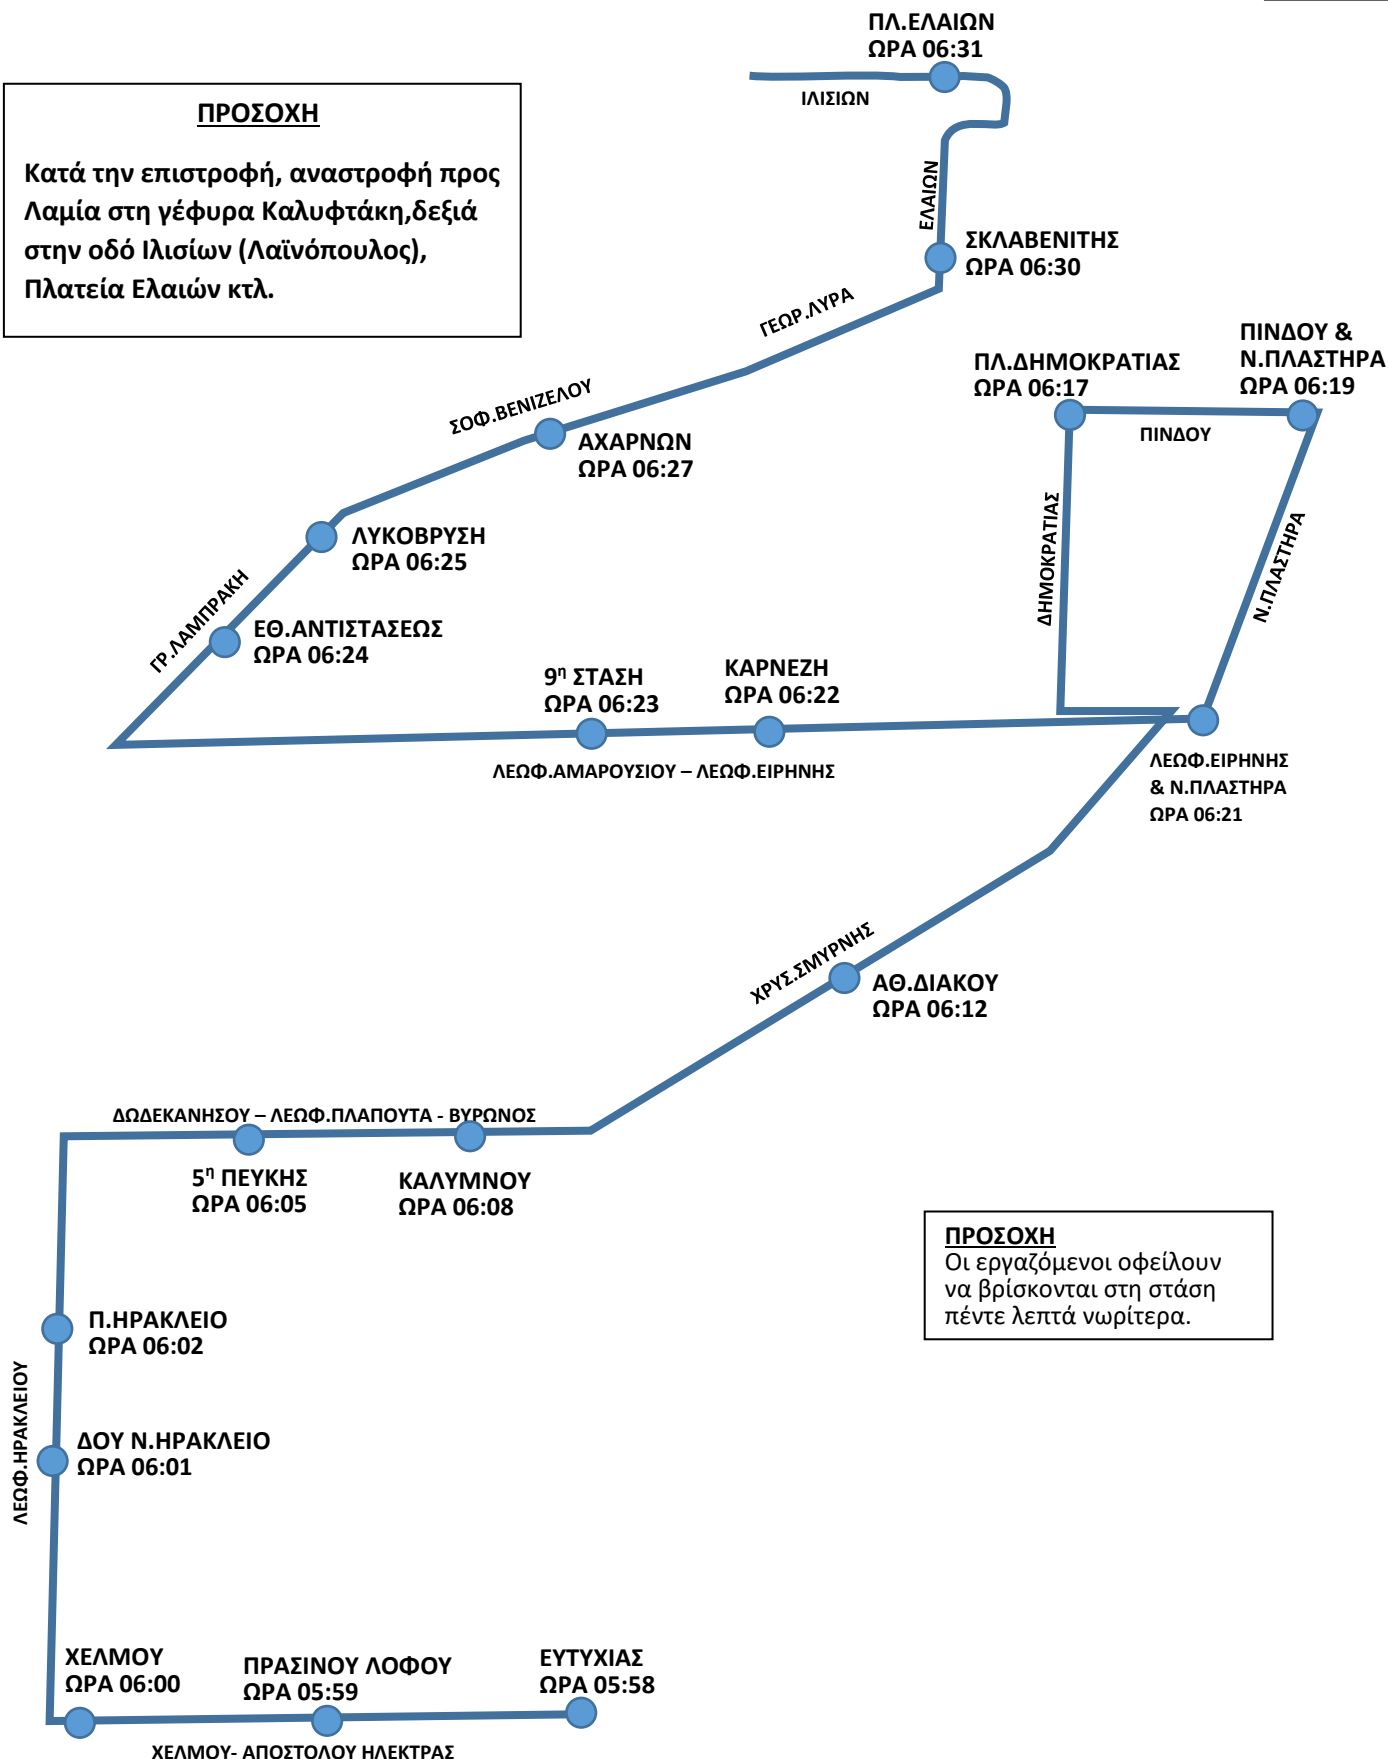 ΠΛ.ΕΛΑΙΩΝ
ΩΡΑ 06:31
ΙΛΙΣΙΩΝ
ΠΡΟΣΟΧΗ
Κατά την επιστροφή, αναστροφή προς
Λαμία στη γέφυρα Καλυφτάκη,δεξιά
στην οδό Ιλισίων (Λαϊνόπουλος),
Πλατεία Ελαιών κτλ.
ΕΛΑΙΩΝ
ΣΚΛΑΒΕΝΙΤΗΣ
ΩΡΑ 06:30
ΓΕΩΡ.ΛΥΡΑ
ΠΙΝΔΟΥ &
Ν.ΠΛΑΣΤΗΡΑ
ΩΡΑ 06:19
ΠΛ.ΔΗΜΟΚΡΑΤΙΑΣ
ΩΡΑ 06:17
ΠΙΝΔΟΥ
ΣΟΦ.ΒΕΝΙΖΕΛΟΥ
ΑΧΑΡΝΩΝ
ΩΡΑ 06:27
ΔΗΜΟΚΡΑΤΙΑΣ
Ν.ΠΛΑΣΤΗΡΑ
ΛΥΚΟΒΡΥΣΗ
ΩΡΑ 06:25
ΓΡ.ΛΑΜΠΡΑΚΗ
ΕΘ.ΑΝΤΙΣΤΑΣΕΩΣ
ΩΡΑ 06:24
9η ΣΤΑΣΗ
ΩΡΑ 06:23
ΚΑΡΝΕΖΗ
ΩΡΑ 06:22
ΛΕΩΦ.ΑΜΑΡΟΥΣΙΟΥ – ΛΕΩΦ.ΕΙΡΗΝΗΣ
ΛΕΩΦ.ΕΙΡΗΝΗΣ
& Ν.ΠΛΑΣΤΗΡΑ
ΩΡΑ 06:21
ΧΡΥΣ.ΣΜΥΡΝΗΣ
ΑΘ.ΔΙΑΚΟΥ
ΩΡΑ 06:12
ΔΩΔΕΚΑΝΗΣΟΥ – ΛΕΩΦ.ΠΛΑΠΟΥΤΑ - ΒΥΡΩΝΟΣ
5η ΠΕΥΚΗΣ
ΩΡΑ 06:05
ΚΑΛΥΜΝΟΥ
ΩΡΑ 06:08
ΠΡΟΣΟΧΗ
Οι εργαζόμενοι οφείλουν
να βρίσκονται στη στάση
πέντε λεπτά νωρίτερα.
Π.ΗΡΑΚΛΕΙΟ
ΩΡΑ 06:02
ΛΕΩΦ.ΗΡΑΚΛΕΙΟΥ
ΔΟΥ Ν.ΗΡΑΚΛΕΙΟ
ΩΡΑ 06:01
ΧΕΛΜΟΥ
ΩΡΑ 06:00
ΠΡΑΣΙΝΟΥ ΛΟΦΟΥ
ΩΡΑ 05:59
ΕΥΤΥΧΙΑΣ
ΩΡΑ 05:58
ΧΕΛΜΟΥ- ΑΠΟΣΤΟΛΟΥ ΗΛΕΚΤΡΑΣ